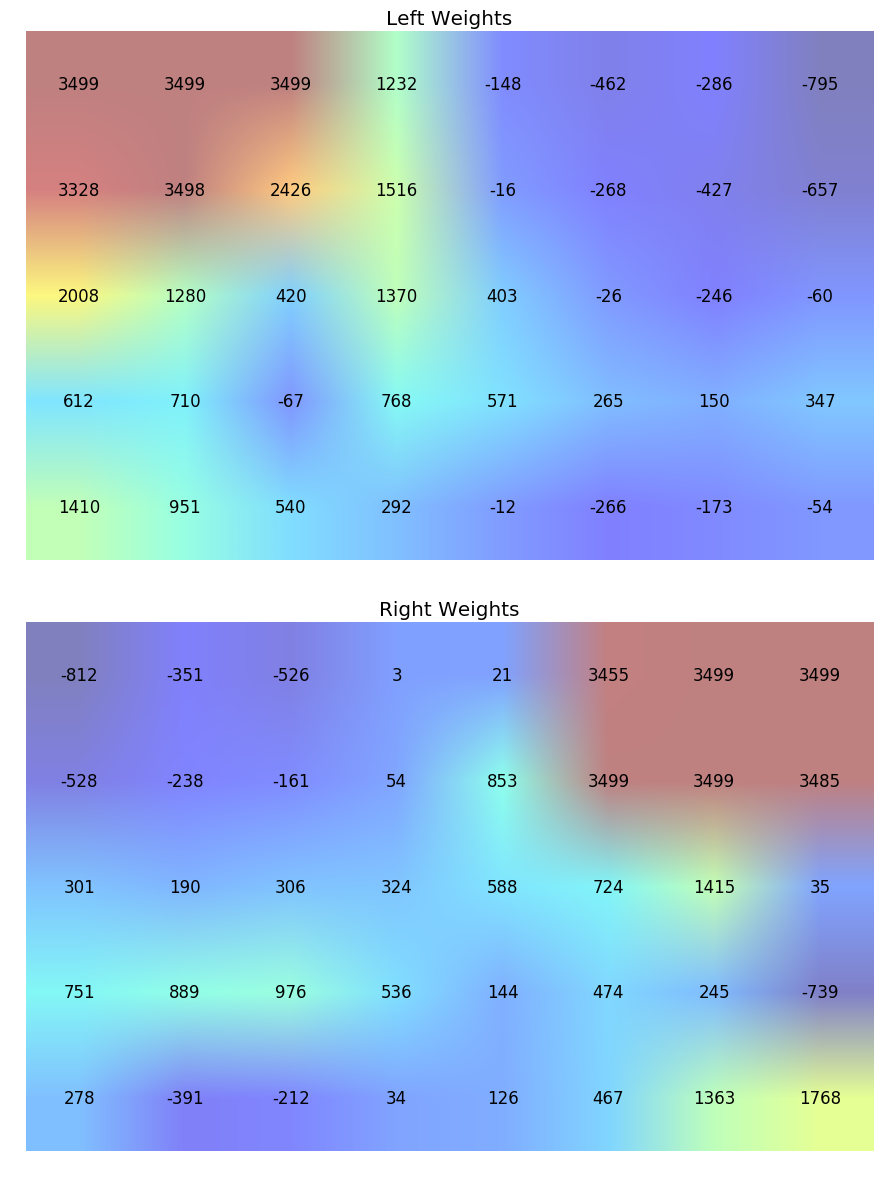 Left Weights
3499 3499 3499 1232 -148 -462 -286 -795
3328 3498 2426 1516 -16 -268 -427 -657
2008 1280 420 1370 403 -26 -246 -60
612 710 -67 768 571 265 150 347
1410 951 540 292 -12 -266 -173 -54
Right Weights
-812 -351 -526 3 21 3455 3499 3499
-528 -238 -161 54 853 3499 3499 3485
301 190 306 324 588 724 1415 35
751 889 976 536 144 474 245 -739
278 -391 -212 34 126 467 1363 1768